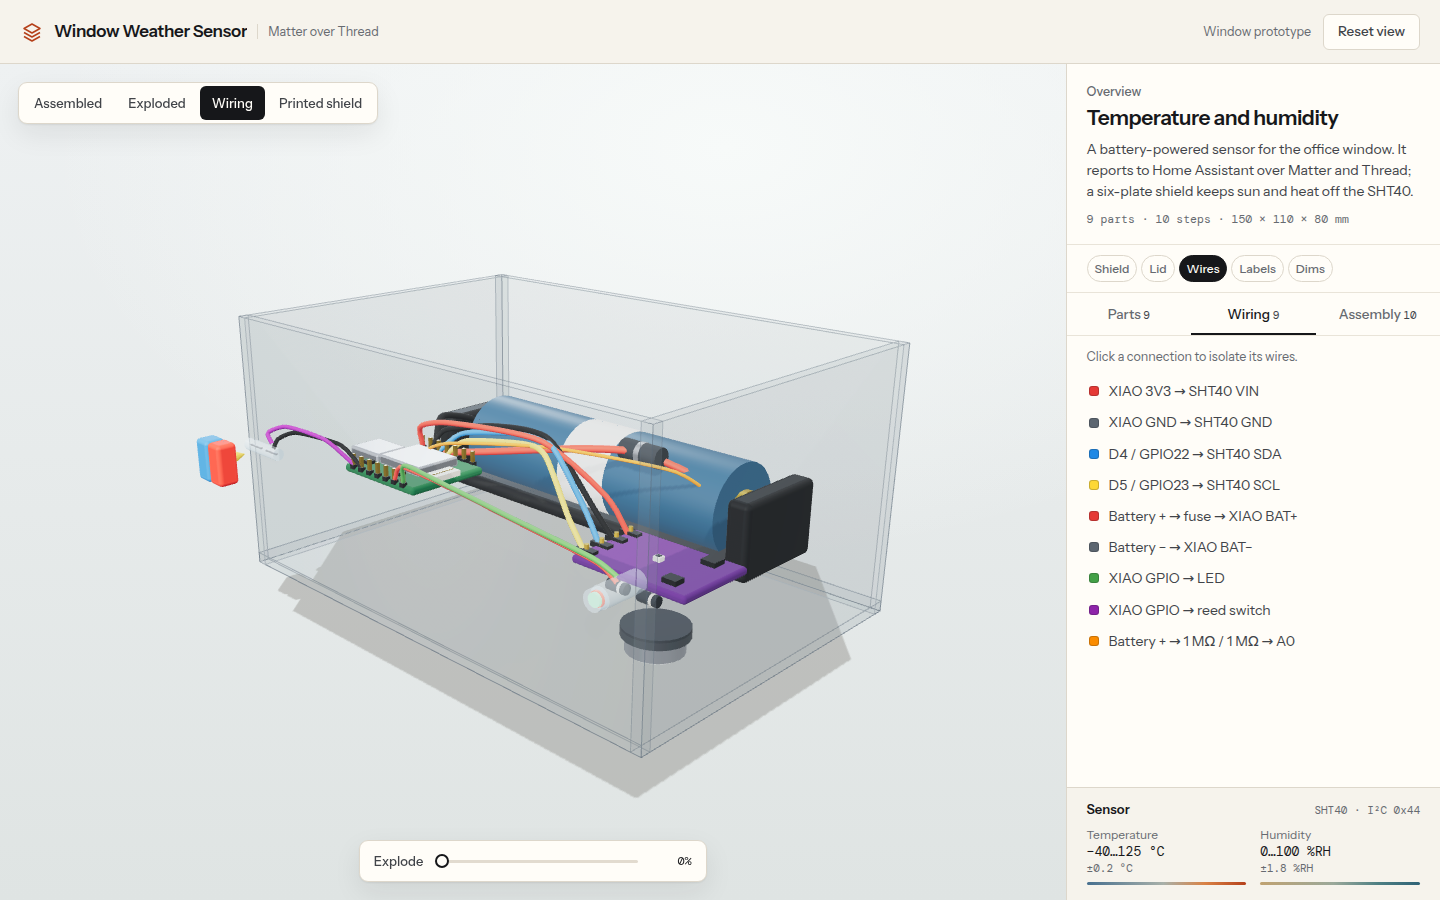 Window Weather Sensor
Matter over Thread
Window prototype
Reset view
Assembled
Exploded
Wiring
Printed shield
Overview
Temperature and humidity
A battery-powered sensor for the office window. It
reports to Home Assistant over Matter and Thread;
a six-plate shield keeps sun and heat off the SHT40.
9 parts · 10 steps · 150 × 110 × 80 mm
Shield
Lid
Wires
Labels
Dims
Parts 9
Wiring 9
Assembly 10
Click a connection to isolate its wires.
XIAO 3V3 → SHT40 VIN
XIAO GND → SHT40 GND
D4 / GPIO22 → SHT40 SDA
D5 / GPIO23 → SHT40 SCL
Battery + → fuse → XIAO BAT+
Battery − → XIAO BAT−
XIAO GPIO → LED
XIAO GPIO → reed switch
Battery + → 1 MΩ / 1 MΩ → A0
Explode
0%
Sensor
SHT40 · I²C 0x44
Temperature
−40…125 °C
±0.2 °C
Humidity
0…100 %RH
±1.8 %RH